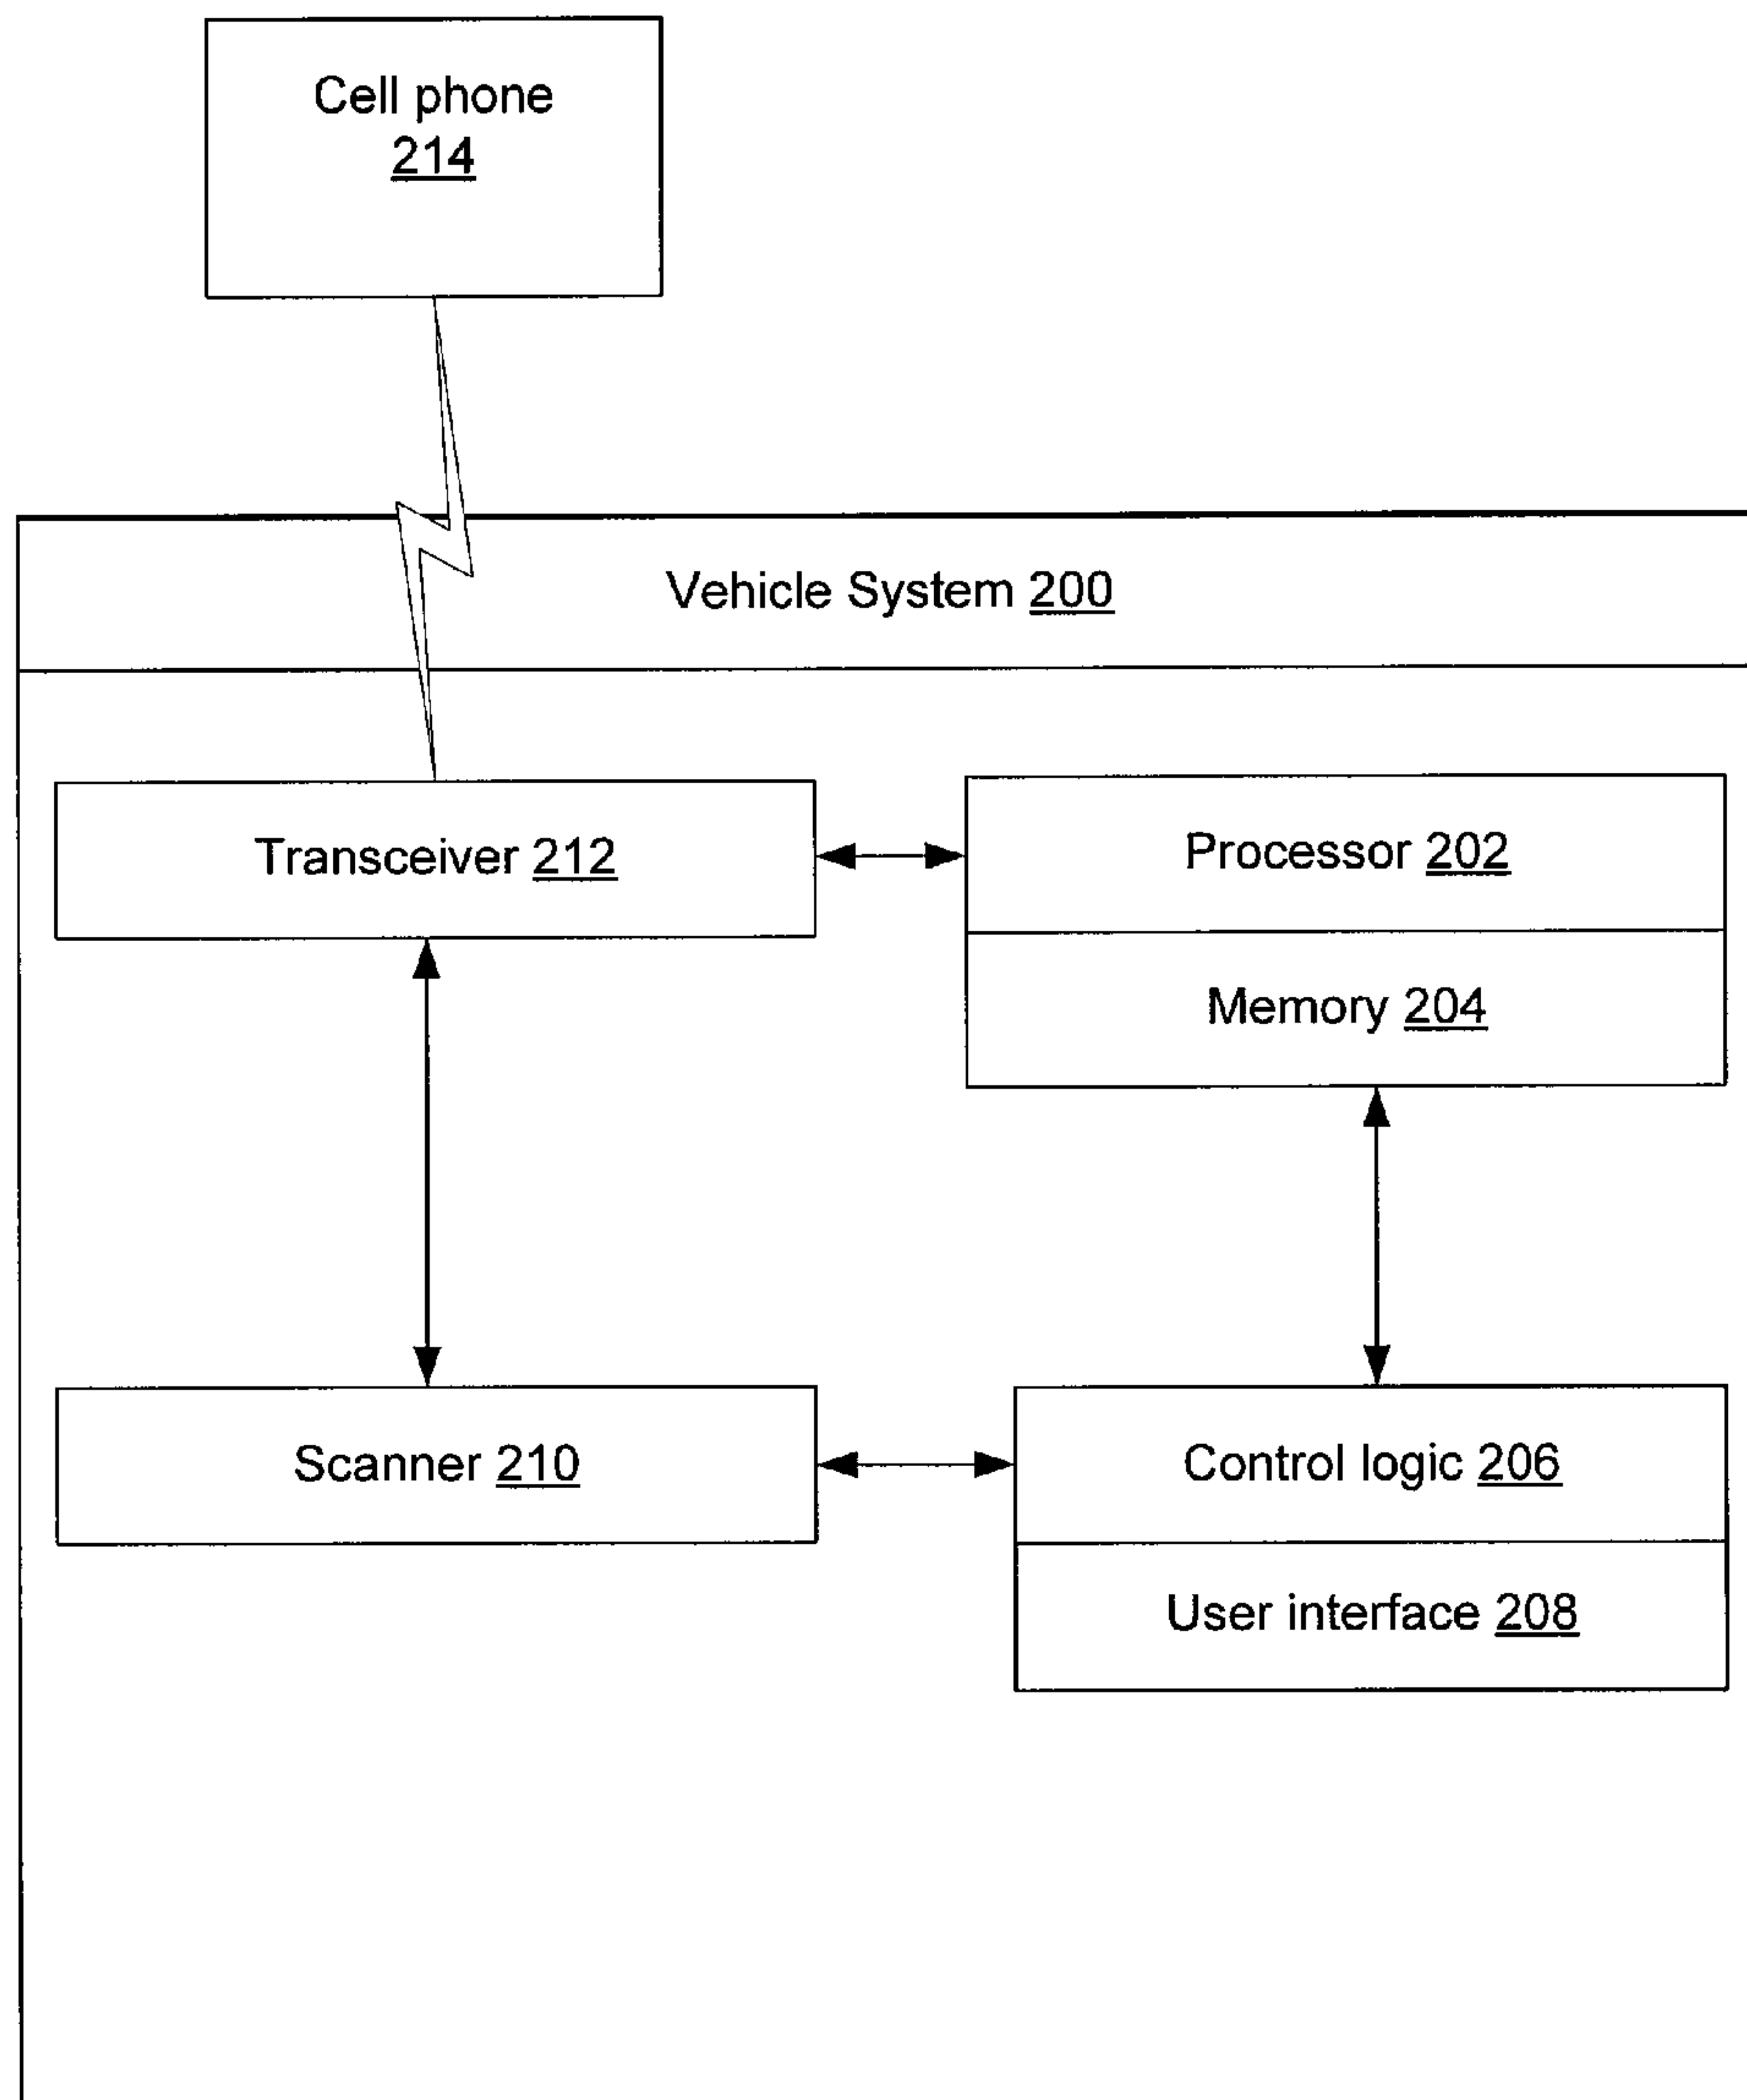 Cell phone
214
Vehicle System 200
Transceiver 212
Processor 202
Memory 204
Scanner 210
Control logic 206
User interface 208